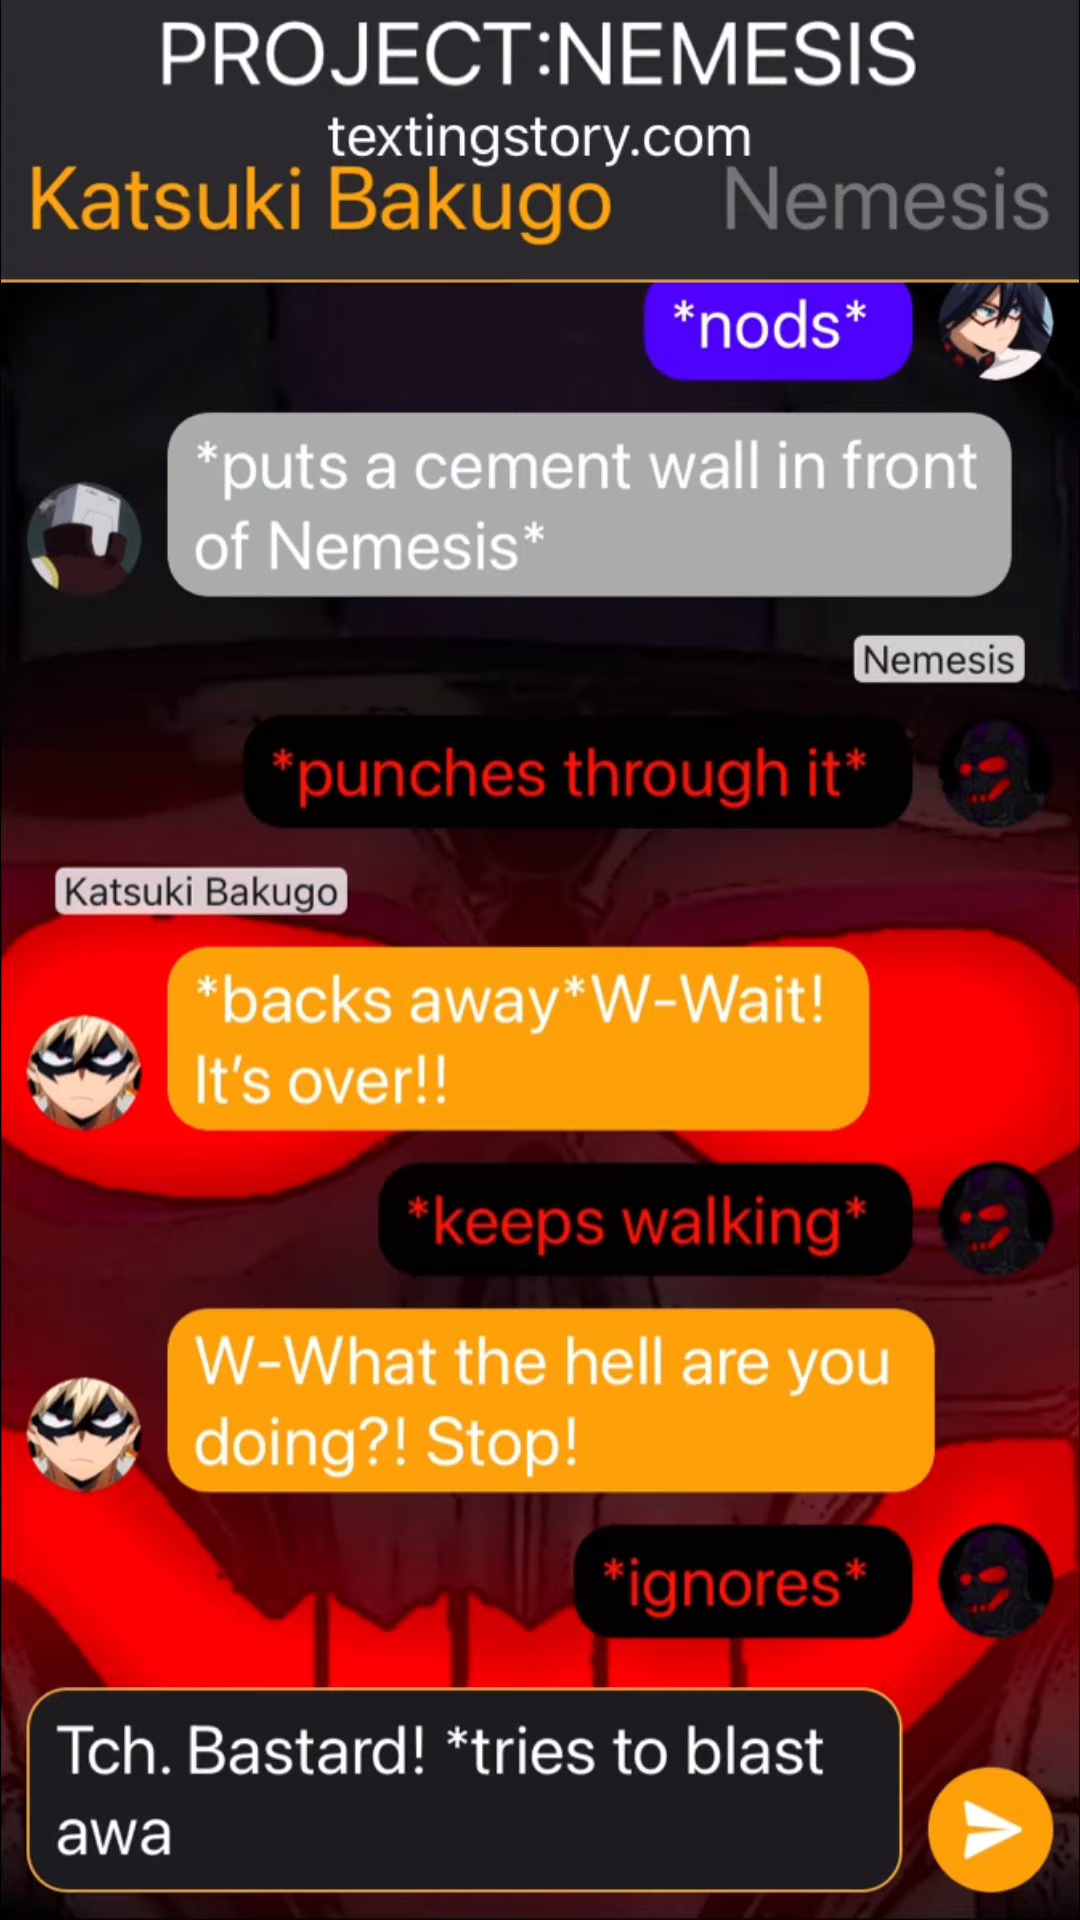 PROJECT:NEMESIS
textingstory.com
Katsuki Bakugo Nemesis
*nods*
*puts a cement wall in front
of Nemesis*
Nemesis
*punches through it*
Katsuki Bakugo
*backs away*W-Wait!
It's over!!
*keeps walking*
W-What the hell are you
doing?! Stop!
*ignores*
Tch. Bastard! *tries to blast
awa